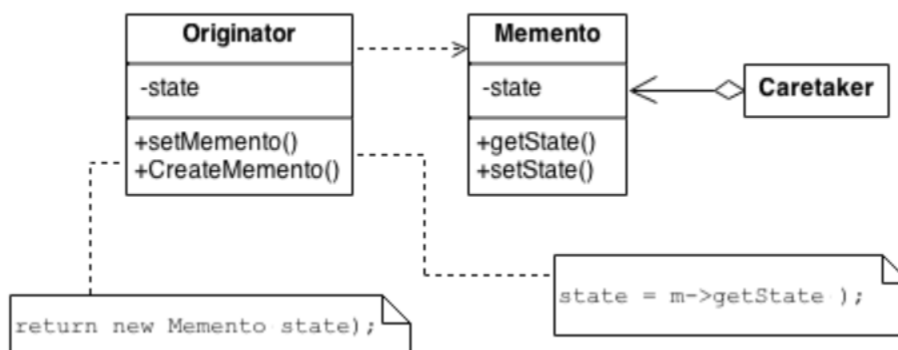 Originator
-state
+setMemento()
+CreateMemento()
Memento
-state
+getState()
+setState()
Caretaker
return new Memento state);
state = m->getState );